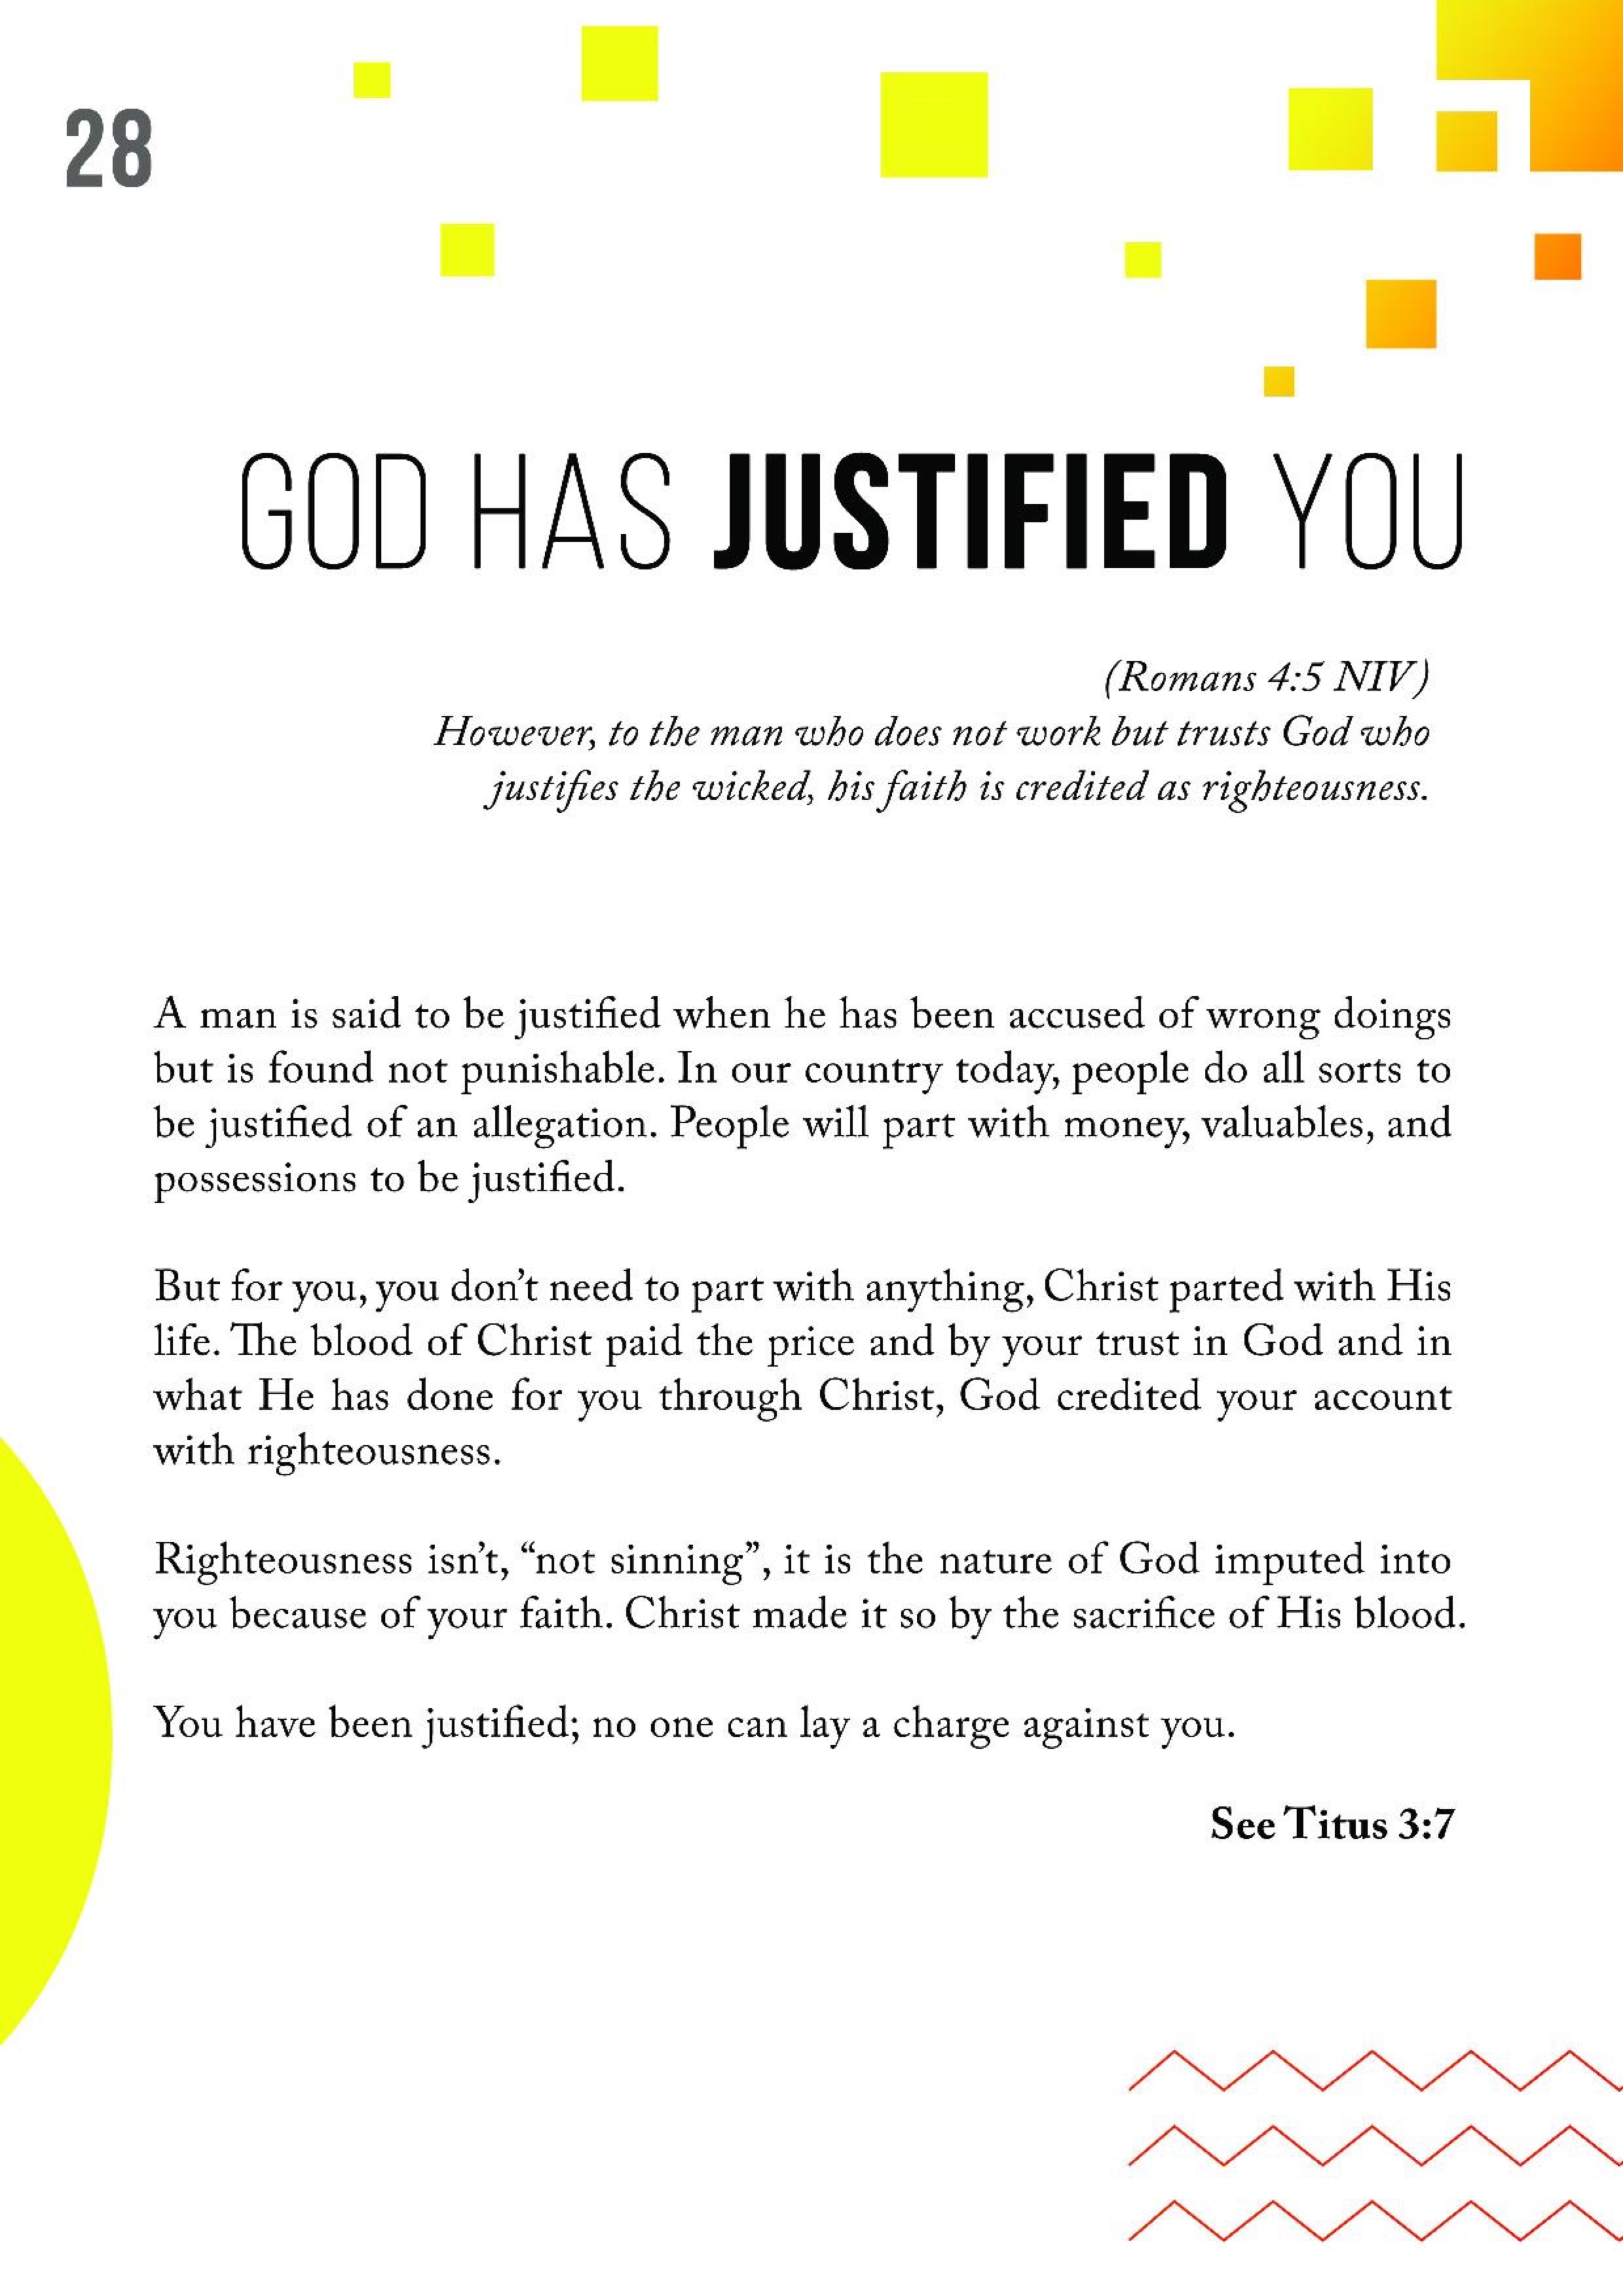 28
GOD HAS JUSTIFIED YOU
(Romans 4:5 NIV)
However, to the man who does not work but trusts God who
justifies the wicked, his faith is credited as righteousness.
A man is said to be justified when he has been accused of wrong doings
but is found not punishable. In our country today, people do all sorts to
be justified of an allegation. People will part with money, valuables, and
possessions to be justified.
But for you, you don’t need to part with anything, Christ parted with His
life. The blood of Christ paid the price and by your trust in God and in
what He has done for you through Christ, God credited your account
with righteousness.
Righteousness isn’t, “not sinning”, it is the nature of God imputed into
you because of your faith. Christ made it so by the sacrifice of His blood.
You have been justified; no one can lay a charge against you.
See Titus 3:7